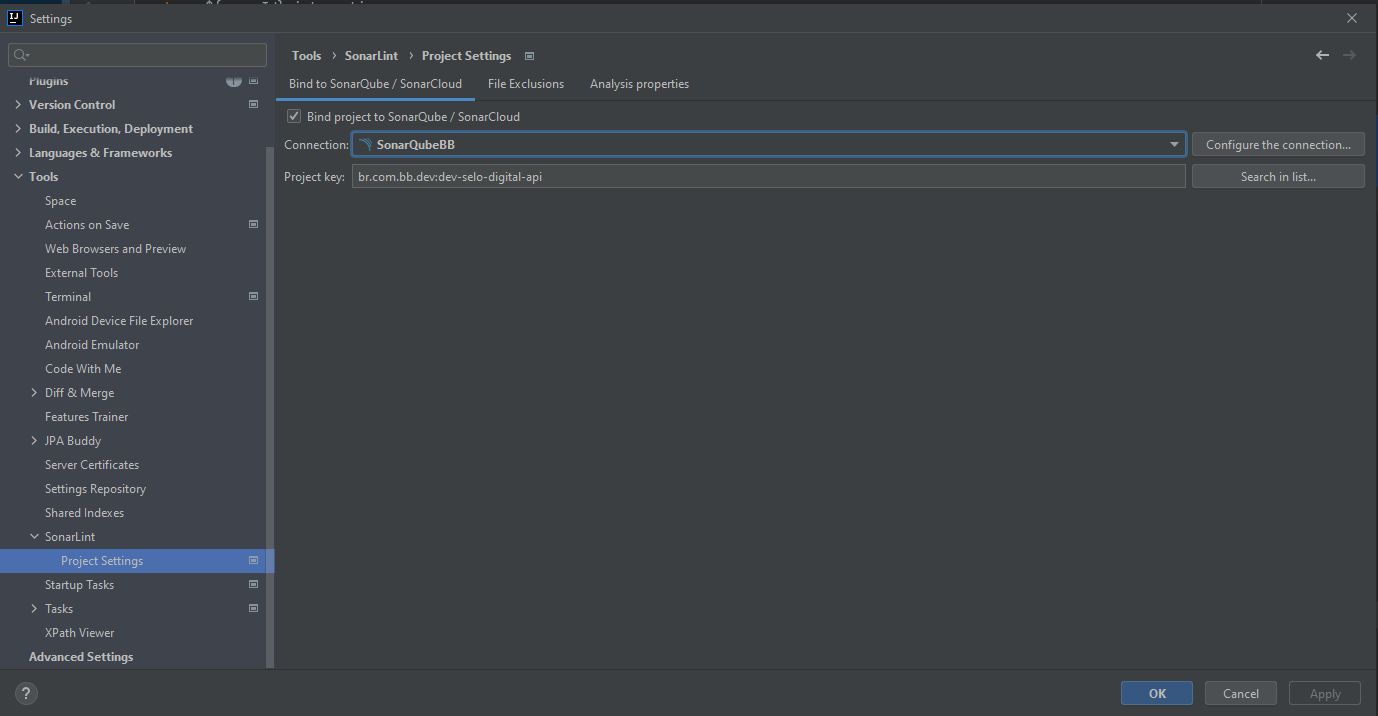 Settings
Plugins
Version Control
Build, Execution, Deployment
Languages & Frameworks
Tools
Space
Actions on Save
Web Browsers and Preview
External Tools
Terminal
Android Device File Explorer
Android Emulator
Code With Me
Diff & Merge
Features Trainer
JPA Buddy
Server Certificates
Settings Repository
Shared Indexes
SonarLint
Project Settings
Startup Tasks
Tasks
XPath Viewer
Advanced Settings
Tools › SonarLint › Project Settings
Bind to SonarQube / SonarCloud File Exclusions Analysis properties
Bind project to SonarQube / SonarCloud
Connection: SonarQubeBB Configure the connection...
Project key: br.com.bb.dev:dev-selo-digital-api Search in list...
? OK Cancel Apply